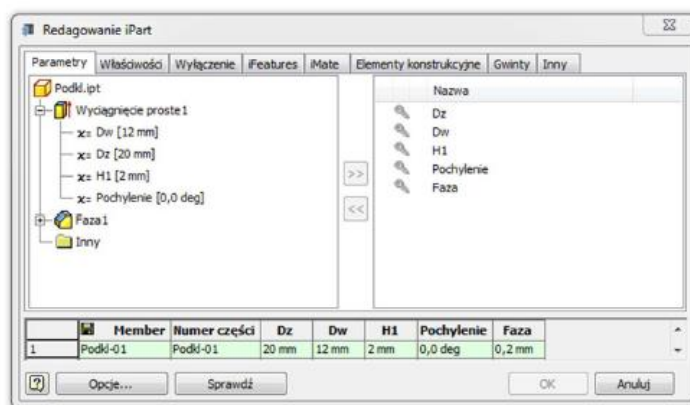 Redagowanie iPart
Parametry Właściwości Wyłączenie iFeatures iMate Elementy konstrukcyjne Gwinty Inny
Podkl.ipt
Wyciągnięcie proste1
x= Dw [12 mm]
x= Dz [20 mm]
x= H1 [2 mm]
x= Pochylenie [0,0 deg]
Faza1
Inny
>>
<<
Nazwa
Dz
Dw
H1
Pochylenie
Faza
Member Numer części Dz Dw H1 Pochylenie Faza
1 Podkl-01 Podkl-01 20 mm 12 mm 2 mm 0,0 deg 0,2 mm
? Opcje... Sprawdź OK Anuluj